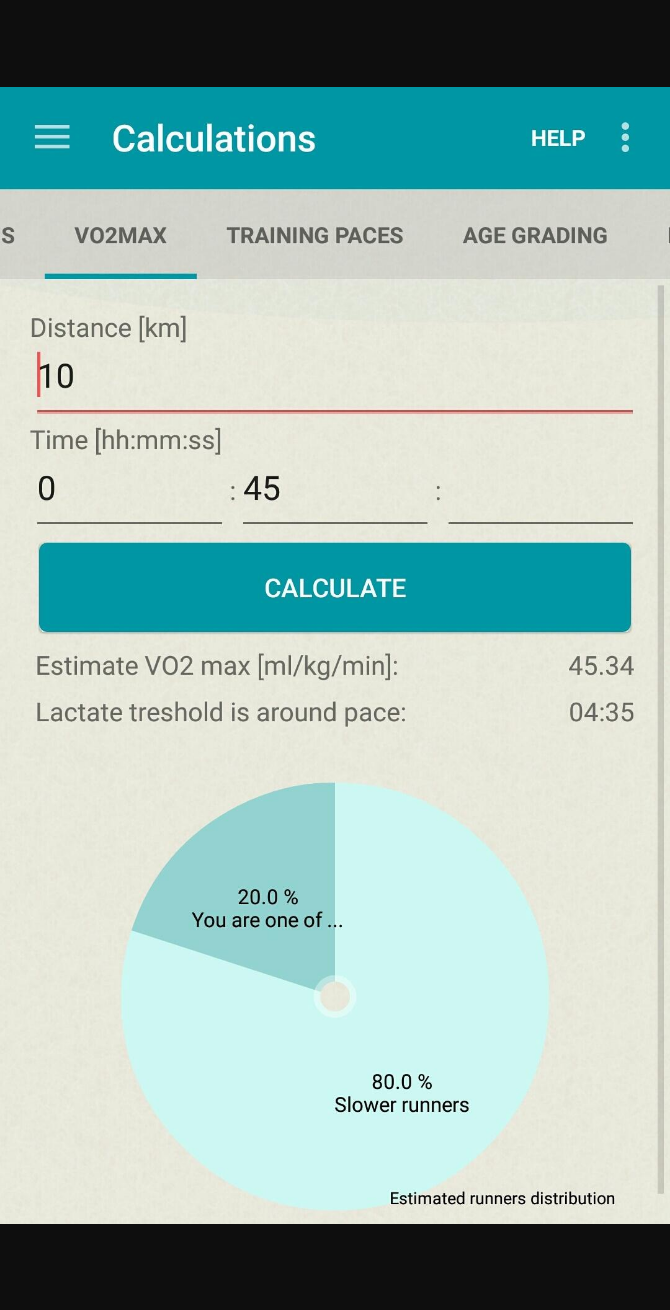 Calculations HELP
S VO2MAX TRAINING PACES AGE GRADING
Distance [km]
10
Time [hh:mm:ss]
0 : 45 :
CALCULATE
Estimate VO2 max [ml/kg/min]: 45.34
Lactate treshold is around pace: 04:35
20.0 %
You are one of ...
80.0 %
Slower runners
Estimated runners distribution